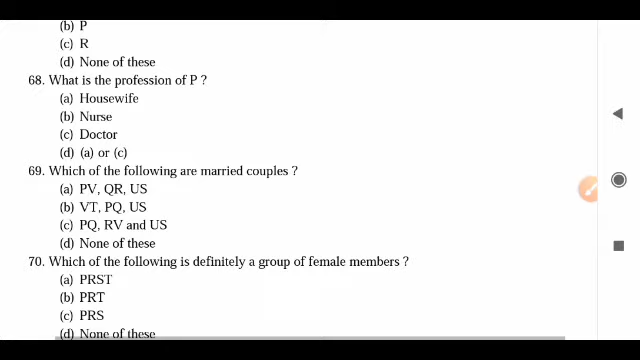 (b) P
(c) R
(d) None of these
68. What is the profession of P ?
(a) Housewife
(b) Nurse
(c) Doctor
(d) (a) or (c)
69. Which of the following are married couples ?
(a) PV, QR, US
(b) VT, PQ, US
(c) PQ, RV and US
(d) None of these
70. Which of the following is definitely a group of female members ?
(a) PRST
(b) PRT
(c) PRS
(d) None of these